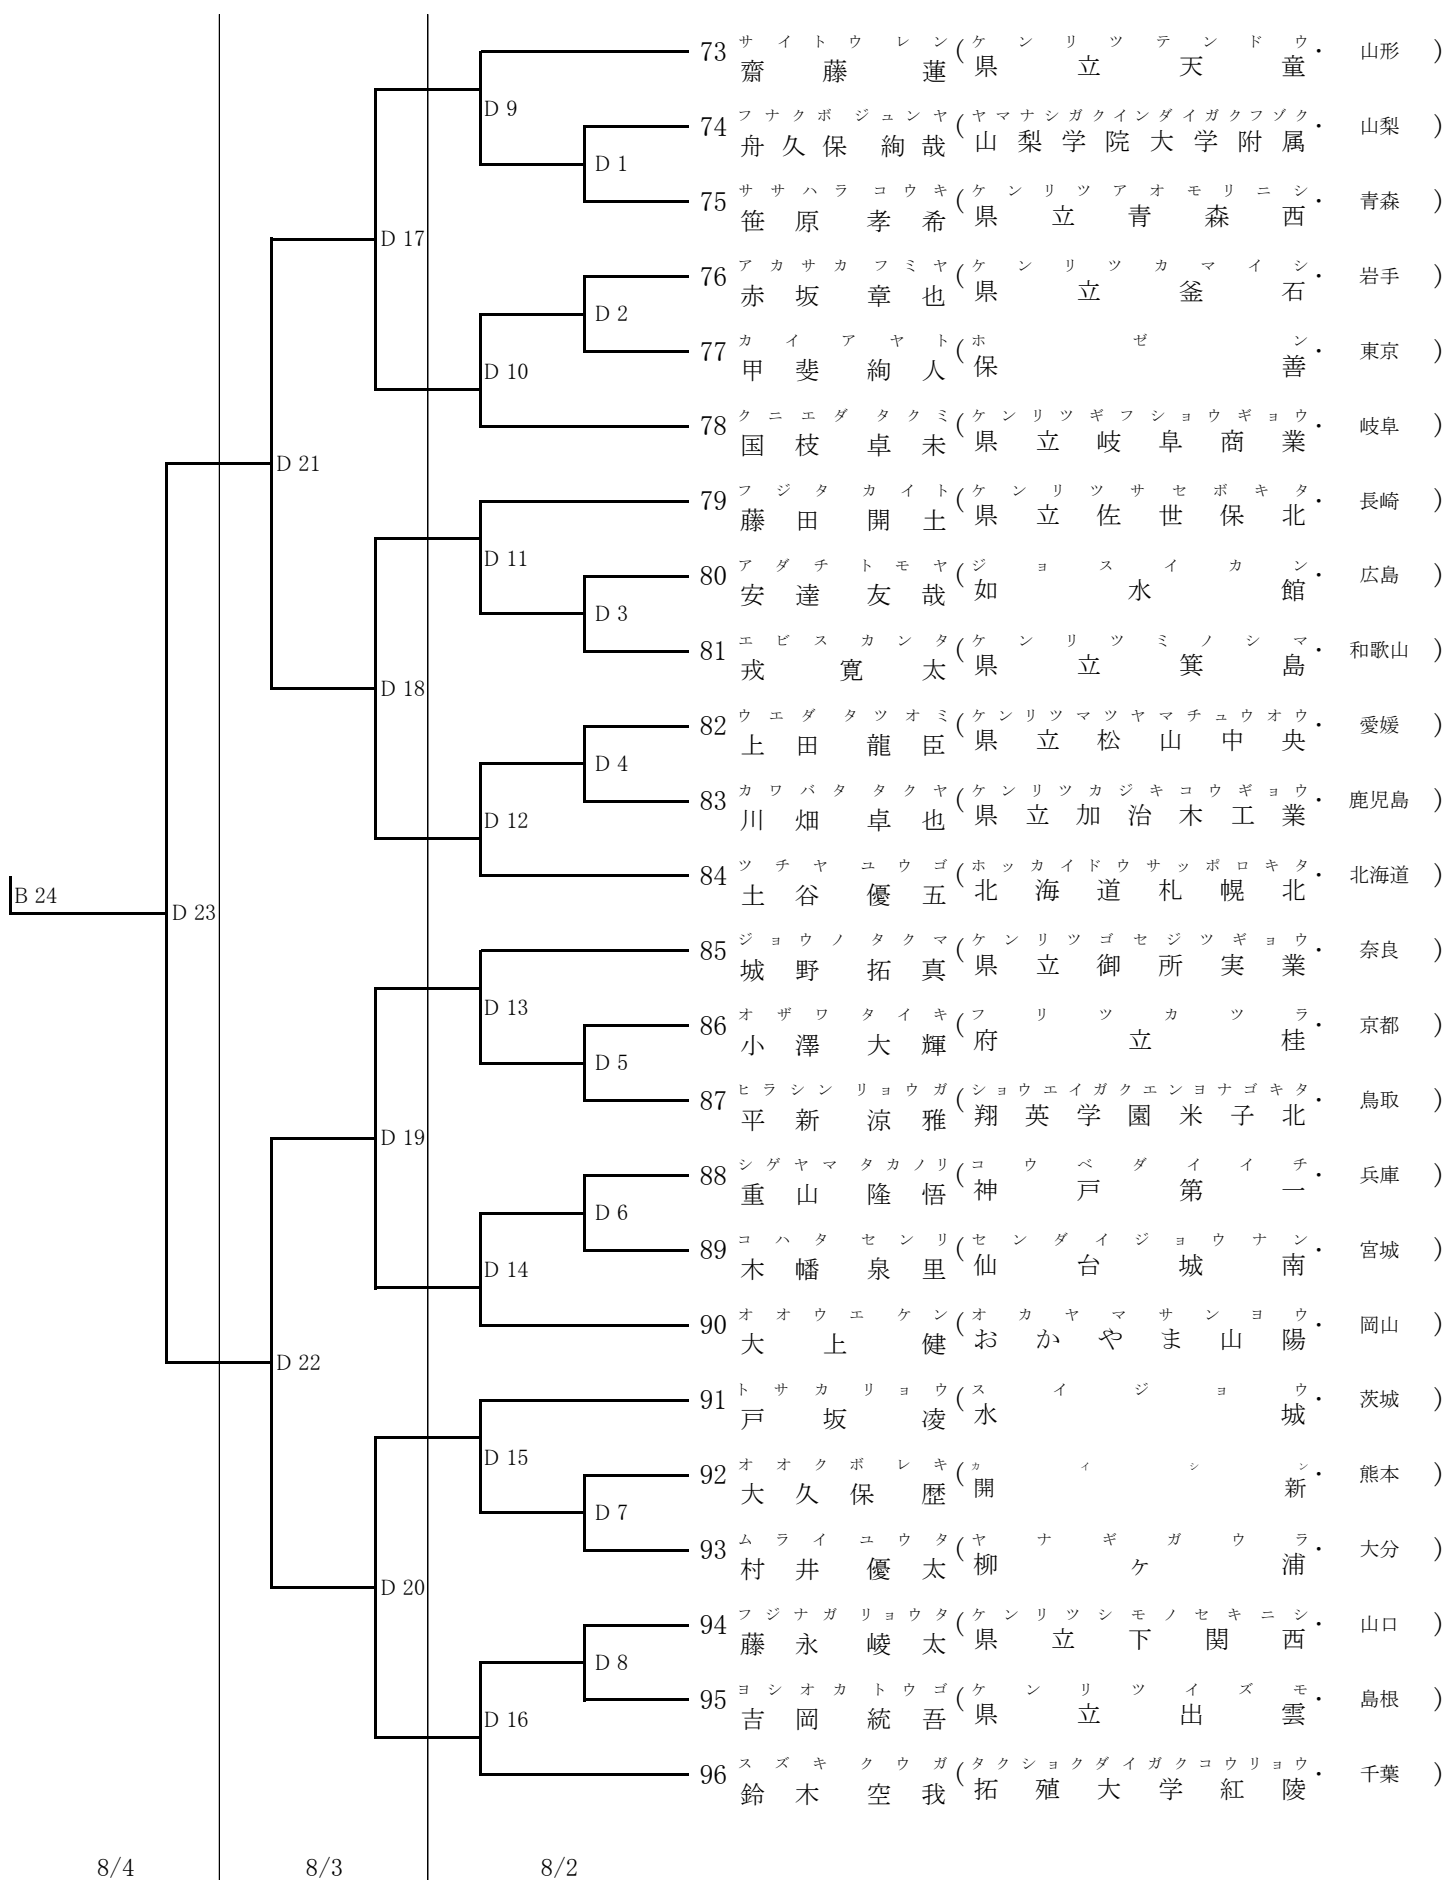 サイトウ レン ケンリツテンドウ
73 齋藤 蓮 ( 県立天童 ・ 山形 )
D 9
フナクボ ジュンヤ ヤマナシガクインダイガクフゾク
74 舟久保 絢哉 ( 山梨学院大学附属 ・ 山梨 )
D 1
ササハラ コウキ ケンリツアオモリニシ
75 笹原 孝希 ( 県立青森西 ・ 青森 )
D 17
アカサカ フミヤ ケンリツカマイシ
76 赤坂 章也 ( 県立釜石 ・ 岩手 )
D 2
カイ アヤト ホゼン
77 甲斐 絢人 ( 保善 ・ 東京 )
D 10
クニエダ タクミ ケンリツギフショウギョウ
78 国枝 卓未 ( 県立岐阜商業 ・ 岐阜 )
D 21
フジタ カイト ケンリツサセボキタ
79 藤田 開土 ( 県立佐世保北 ・ 長崎 )
D 11
アダチ トモヤ ジョスイカン
80 安達 友哉 ( 如水館 ・ 広島 )
D 3
エビス カンタ ケンリツミノシマ
81 戎 寛太 ( 県立箕島 ・ 和歌山 )
D 18
ウエダ タツオミ ケンリツマツヤマチュウオウ
82 上田 龍臣 ( 県立松山中央 ・ 愛媛 )
D 4
カワバタ タクヤ ケンリツカジキコウギョウ
83 川畑 卓也 ( 県立加治木工業 ・ 鹿児島 )
D 12
ツチヤ ユウゴ ホッカイドウサッポロキタ
84 土谷 優五 ( 北海道札幌北 ・ 北海道 )
B 24
D 23
ジョウノ タクマ ケンリツゴセジツギョウ
85 城野 拓真 ( 県立御所実業 ・ 奈良 )
D 13
オザワ タイキ フリツカツラ
86 小澤 大輝 ( 府立桂 ・ 京都 )
D 5
ヒラシン リョウガ ショウエイガクエンヨナゴキタ
87 平新 涼雅 ( 翔英学園米子北 ・ 鳥取 )
D 19
シゲヤマ タカノリ コウベダイイチ
88 重山 隆悟 ( 神戸第一 ・ 兵庫 )
D 6
コハタ センリ センダイジョウナン
89 木幡 泉里 ( 仙台城南 ・ 宮城 )
D 14
オオウエ ケン オカヤマサンヨウ
90 大上 健 ( おかやま山陽 ・ 岡山 )
D 22
トサカ リョウ スイジョウ
91 戸坂 凌 ( 水城 ・ 茨城 )
D 15
オオクボ レキ カイシン
92 大久保 歴 ( 開新 ・ 熊本 )
D 7
ムライ ユウタ ヤナギガウラ
93 村井 優太 ( 柳ヶ浦 ・ 大分 )
D 20
フジナガ リョウタ ケンリツシモノセキニシ
94 藤永 崚太 ( 県立下関西 ・ 山口 )
D 8
ヨシオカ トウゴ ケンリツイズモ
95 吉岡 統吾 ( 県立出雲 ・ 島根 )
D 16
スズキ クウガ タクショクダイガクコウリョウ
96 鈴木 空我 ( 拓殖大学紅陵 ・ 千葉 )
8/4 8/3 8/2